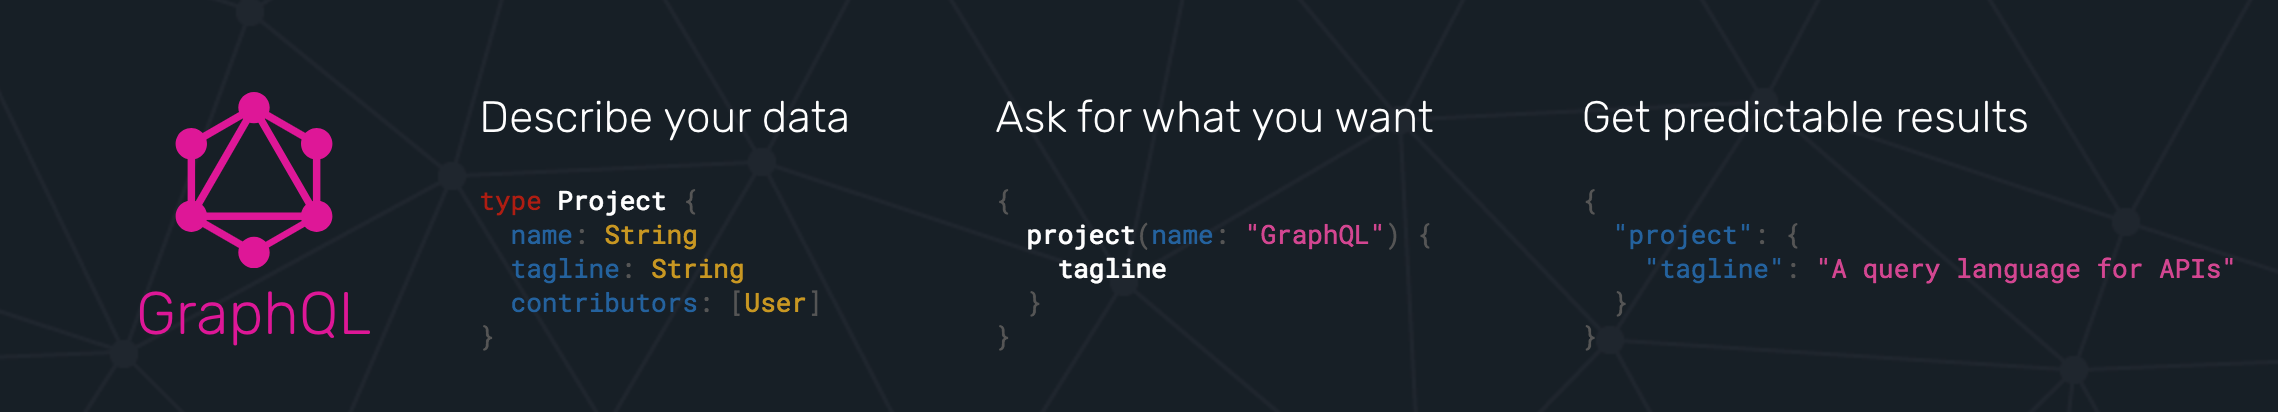 GraphQL
Describe your data
type Project {
  name: String
  tagline: String
  contributors: [User]
}
Ask for what you want
{
  project(name: "GraphQL") {
    tagline
  }
}
Get predictable results
{
  "project": {
    "tagline": "A query language for APIs"
  }
}